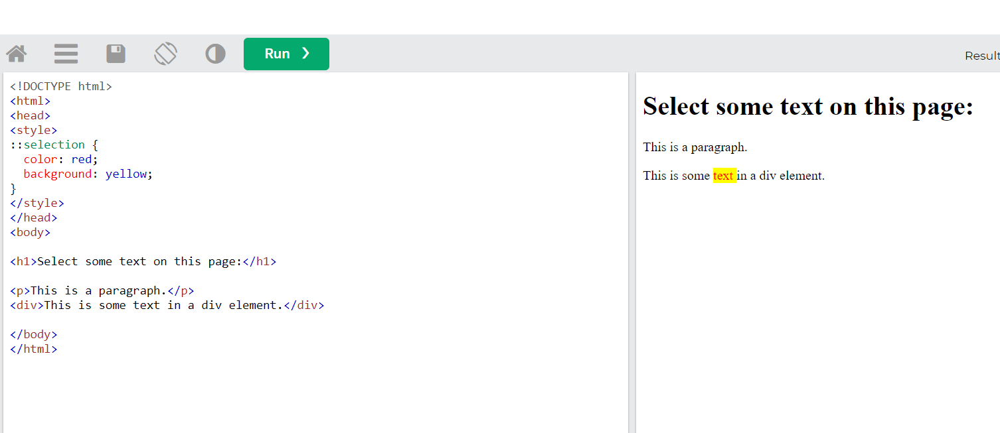 Run ❯
Result
<!DOCTYPE html>
<html>
<head>
<style>
::selection {
  color: red;
  background: yellow;
}
</style>
</head>
<body>
<h1>Select some text on this page:</h1>
<p>This is a paragraph.</p>
<div>This is some text in a div element.</div>
</body>
</html>
Select some text on this page:
This is a paragraph.
This is some text in a div element.